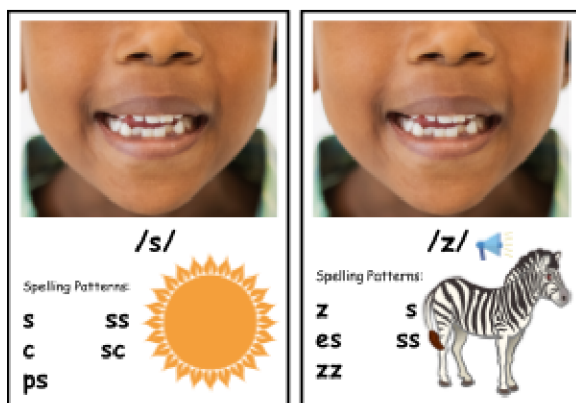 /s/
Spelling Patterns:
s ss
c sc
ps
/z/
Spelling Patterns:
z s
es ss
zz